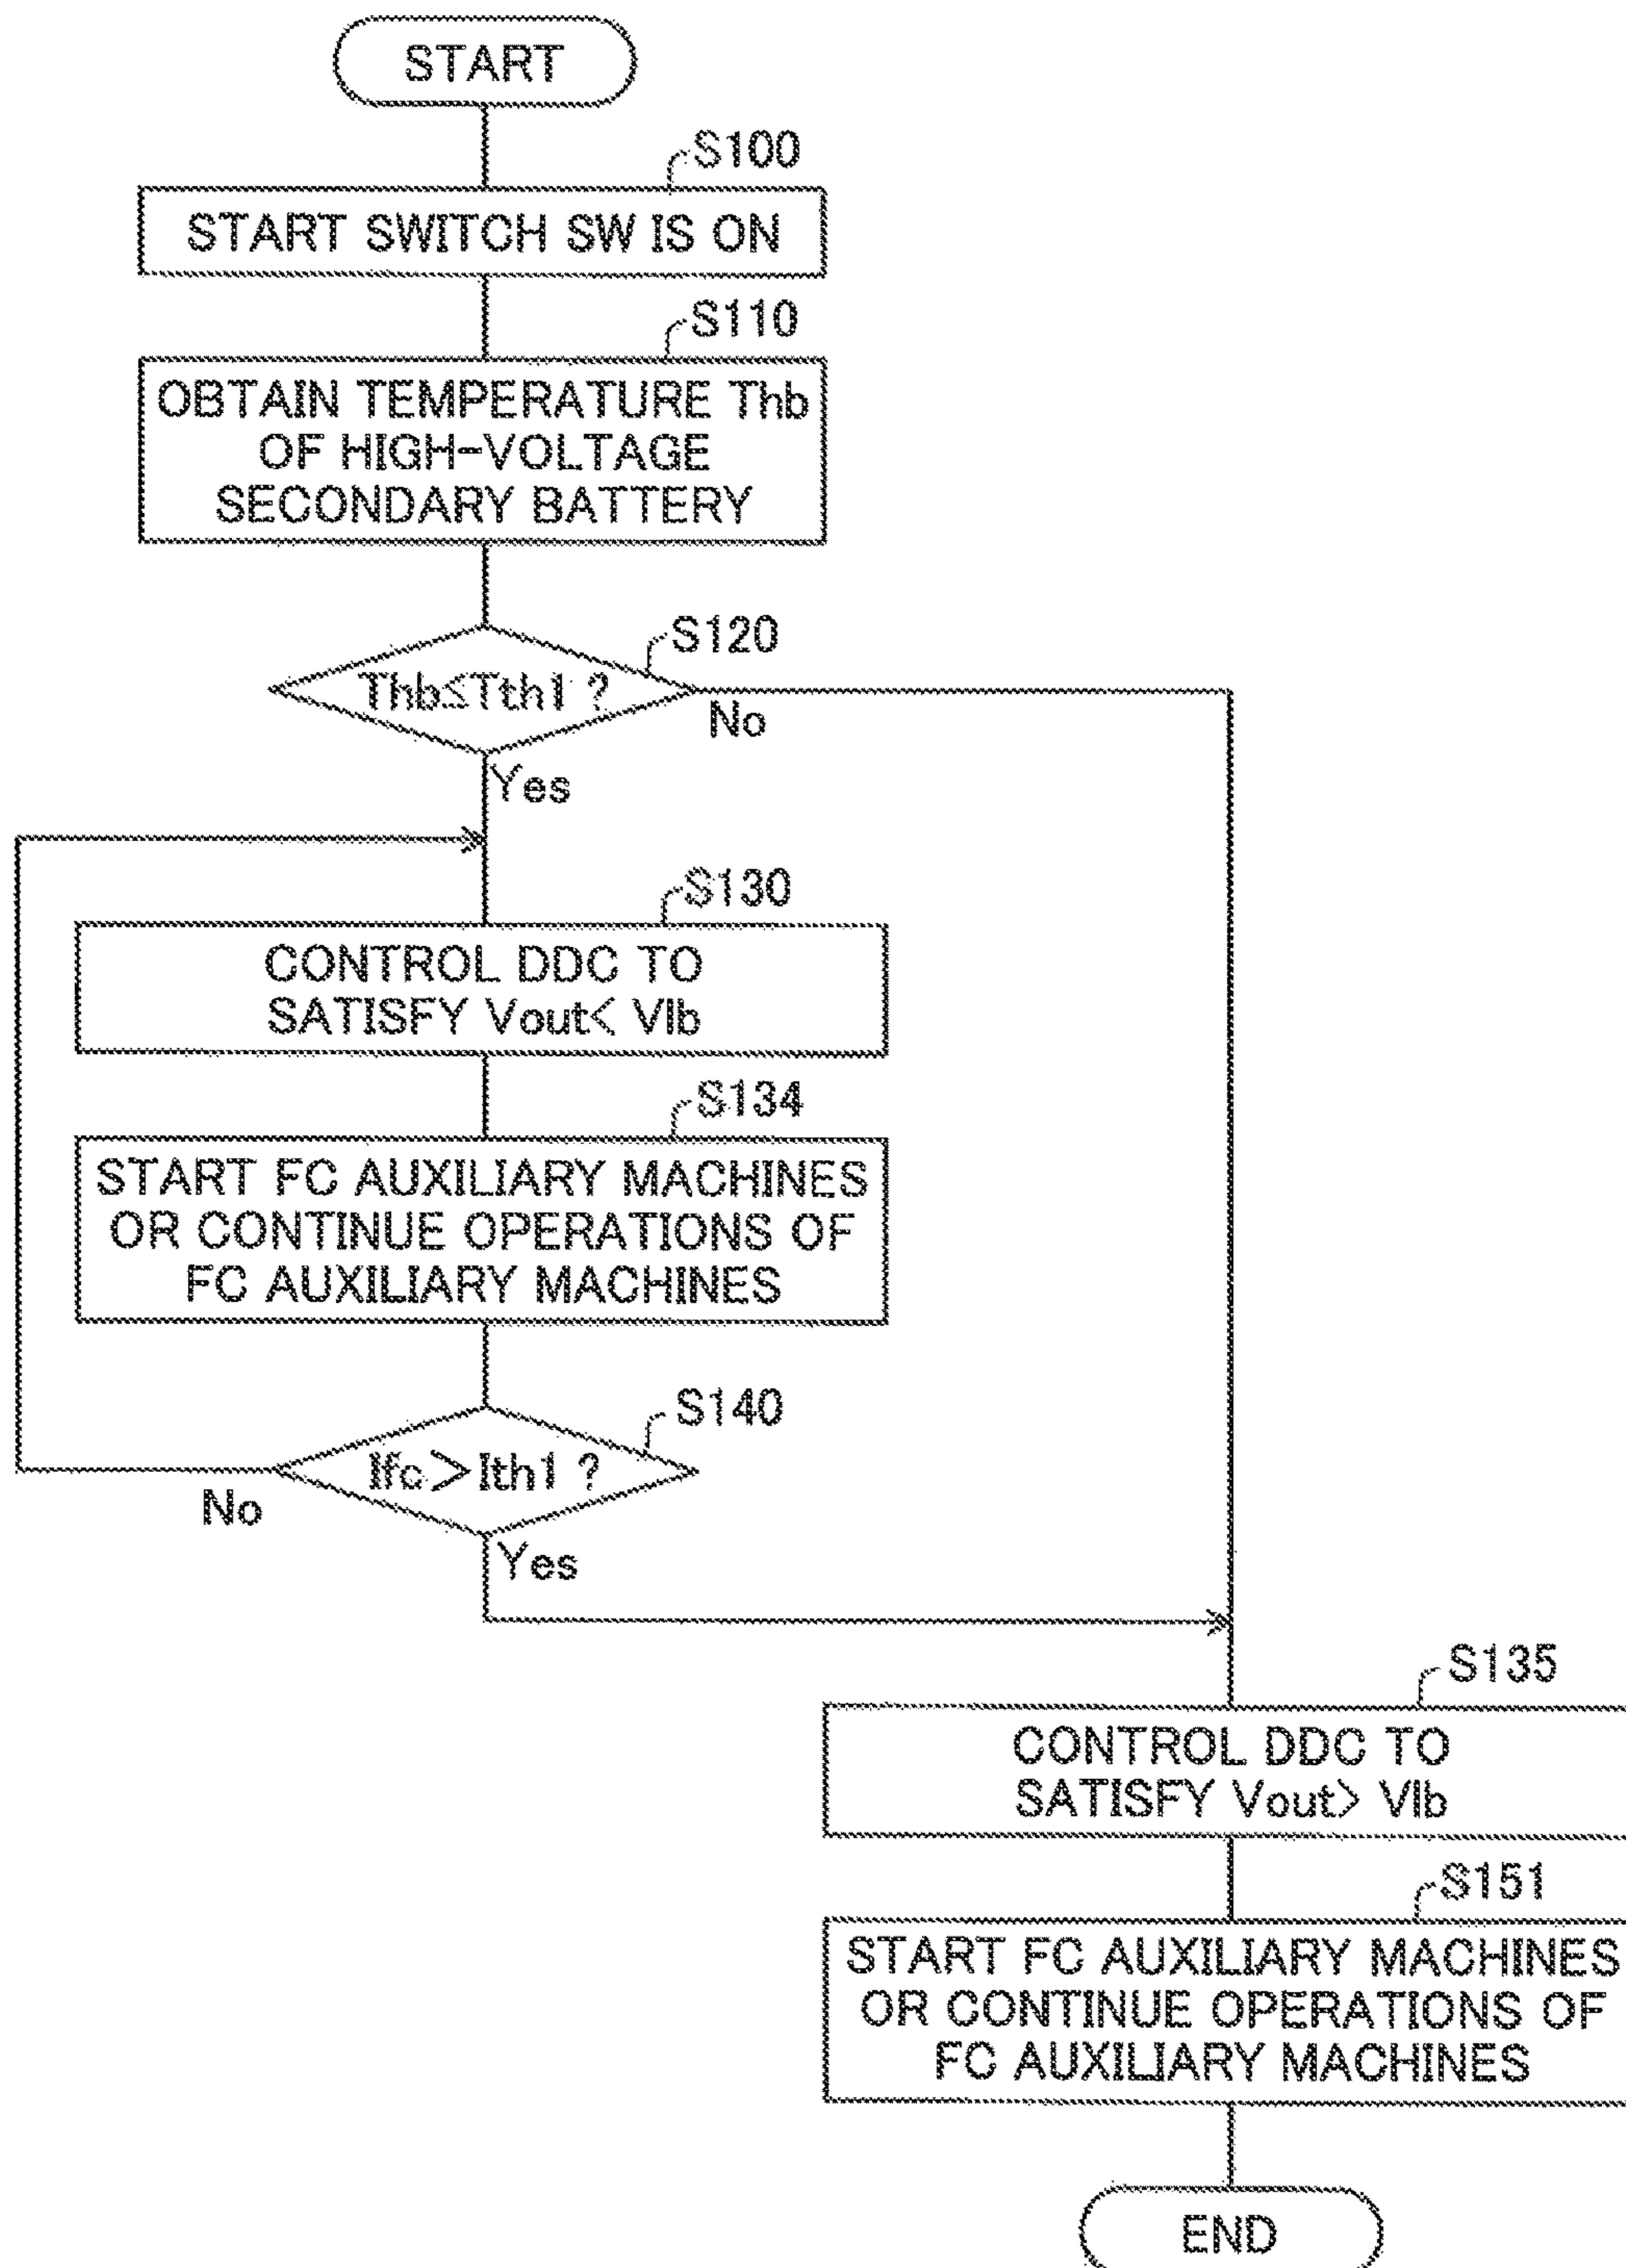 START
S100
START SWITCH SW IS ON
S110
OBTAIN TEMPERATURE Thb
OF HIGH-VOLTAGE
SECONDARY BATTERY
S120
Thb≤Tth1 ?
No
Yes
S130
CONTROL DDC TO
SATISFY Vout< Vlb
S134
START FC AUXILIARY MACHINES
OR CONTINUE OPERATIONS OF
FC AUXILIARY MACHINES
S140
Ifc>Ith1 ?
No
Yes
S135
CONTROL DDC TO
SATISFY Vout> Vlb
S151
START FC AUXILIARY MACHINES
OR CONTINUE OPERATIONS OF
FC AUXILIARY MACHINES
END